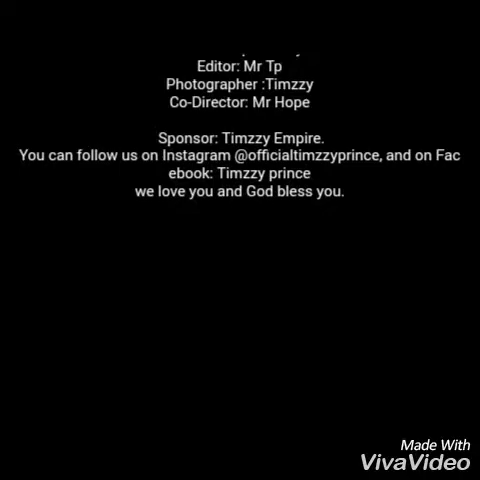 Editor: Mr Tp
Photographer :Timzzy
Co-Director: Mr Hope
Sponsor: Timzzy Empire.
You can follow us on Instagram @officialtimzzyprince, and on Fac
ebook: Timzzy prince
we love you and God bless you.
Made With
VivaVideo